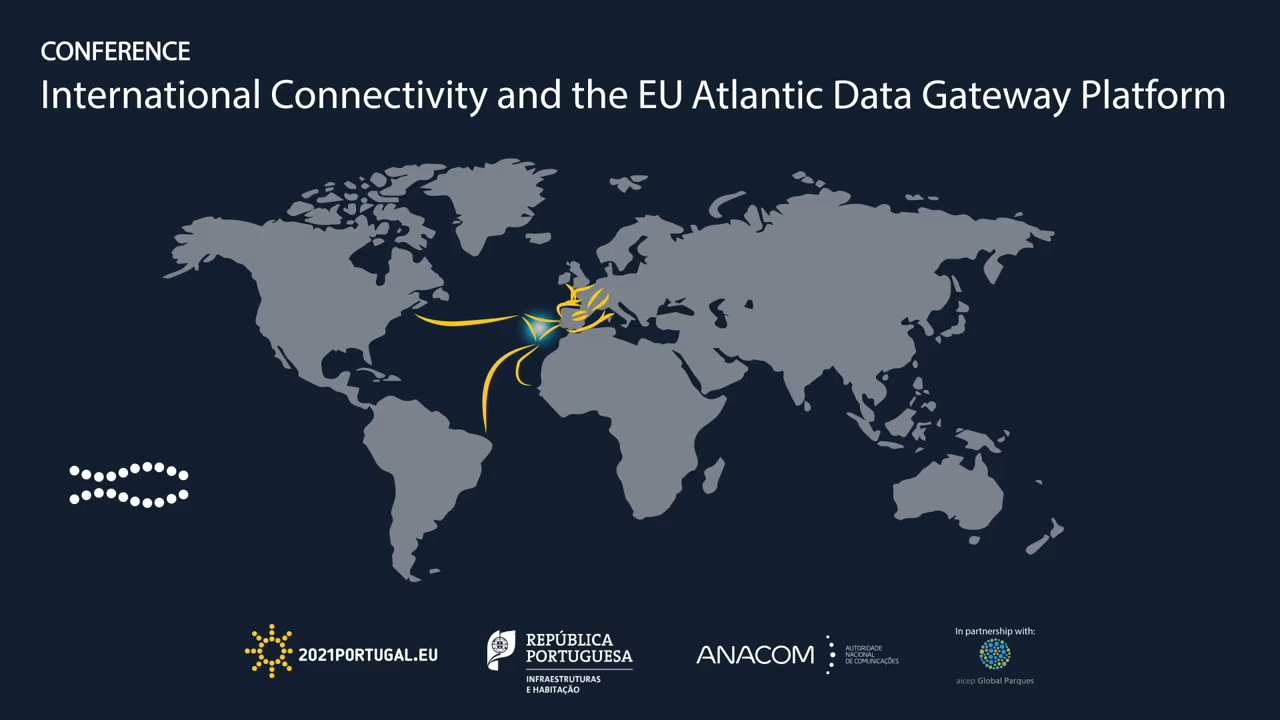 CONFERENCE
International Connectivity and the EU Atlantic Data Gateway Platform
2021PORTUGAL.EU
REPÚBLICA
PORTUGUESA
INFRAESTRUTURAS
E HABITAÇÃO
ANACOM
AUTORIDADE
NACIONAL
DE COMUNICAÇÕES
In partnership with:
aicep Global Parques